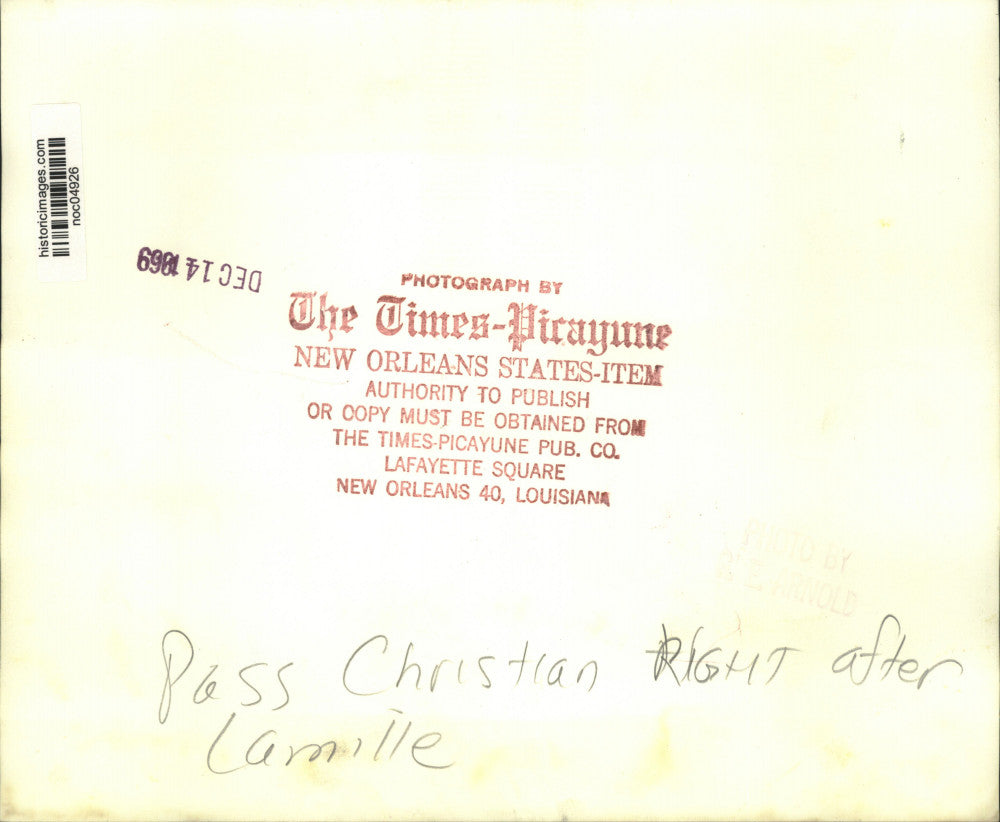 historicimages.com
noc04926
DEC 14 1969
PHOTOGRAPH BY
The Times-Picayune
NEW ORLEANS STATES-ITEM
AUTHORITY TO PUBLISH
OR COPY MUST BE OBTAINED FROM
THE TIMES-PICAYUNE PUB. CO.
LAFAYETTE SQUARE
NEW ORLEANS 40, LOUISIANA
PHOTO BY
ARNOLD
Pass Christian RIGHT after
Camille